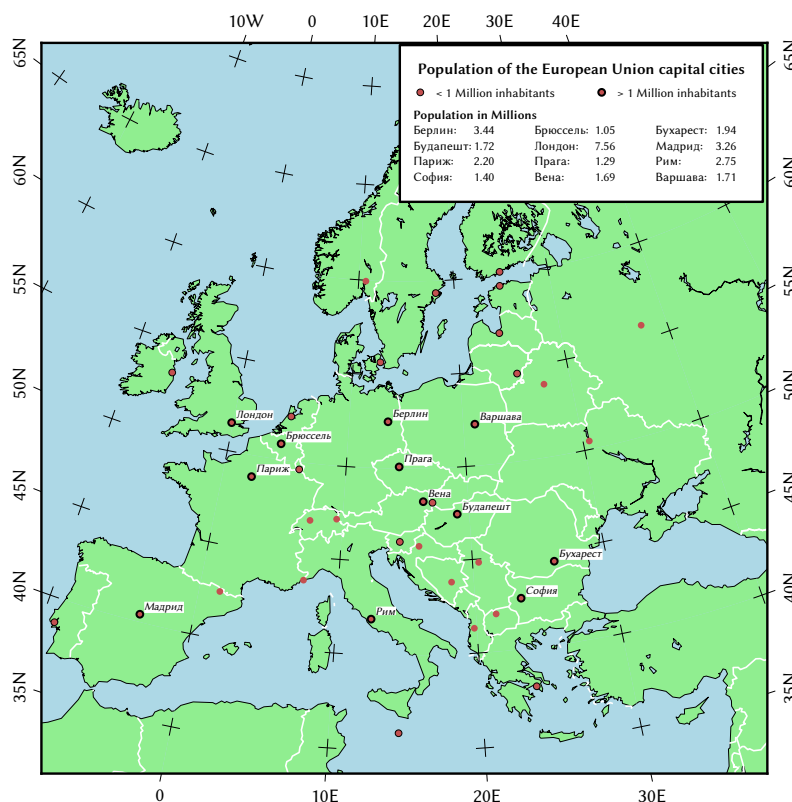 10W 0 10E 20E 30E 40E
65N 65N
Population of the European Union capital cities
< 1 Million inhabitants > 1 Million inhabitants
Population in Millions
Берлин: 3.44 Брюссель: 1.05 Бухарест: 1.94
Будапешт: 1.72 Лондон: 7.56 Мадрид: 3.26
Париж: 2.20 Прага: 1.29 Рим: 2.75
София: 1.40 Вена: 1.69 Варшава: 1.71
60N 60N
55N 55N
50N 50N
Лондон Берлин Варшава
Брюссель
Прага
Париж
45N 45N
Вена
Будапешт
Бухарест
40N 40N
София
Мадрид Рим
35N 35N
0 10E 20E 30E